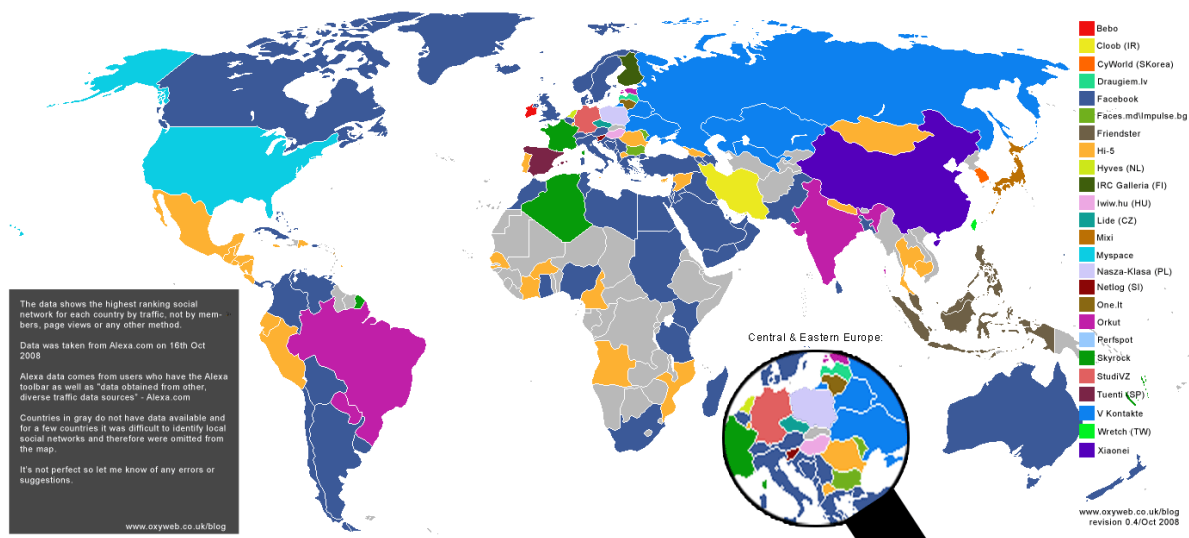 Bebo
Cloob (IR)
CyWorld (SKorea)
Draugiem.lv
Facebook
Faces.md\Impulse.bg
Friendster
Hi-5
Hyves (NL)
IRC Galleria (FI)
Iwiw.hu (HU)
Lide (CZ)
Mixi
Myspace
Nasza-Klasa (PL)
Netlog (SI)
One.lt
Orkut
Perfspot
Skyrock
StudiVZ
Tuenti (SP)
V Kontakte
Wretch (TW)
Xiaonei
The data shows the highest ranking social
network for each country by traffic, not by mem-
bers, page views or any other method.
Data was taken from Alexa.com on 16th Oct
2008
Alexa data comes from users who have the Alexa
toolbar as well as "data obtained from other,
diverse traffic data sources" - Alexa.com
Countries in gray do not have data available and
for a few countries it was difficult to identify local
social networks and therefore were omitted from
the map.
It's not perfect so let me know of any errors or
suggestions.
www.oxyweb.co.uk/blog
Central & Eastern Europe:
www.oxyweb.co.uk/blog
revision 0.4/Oct 2008